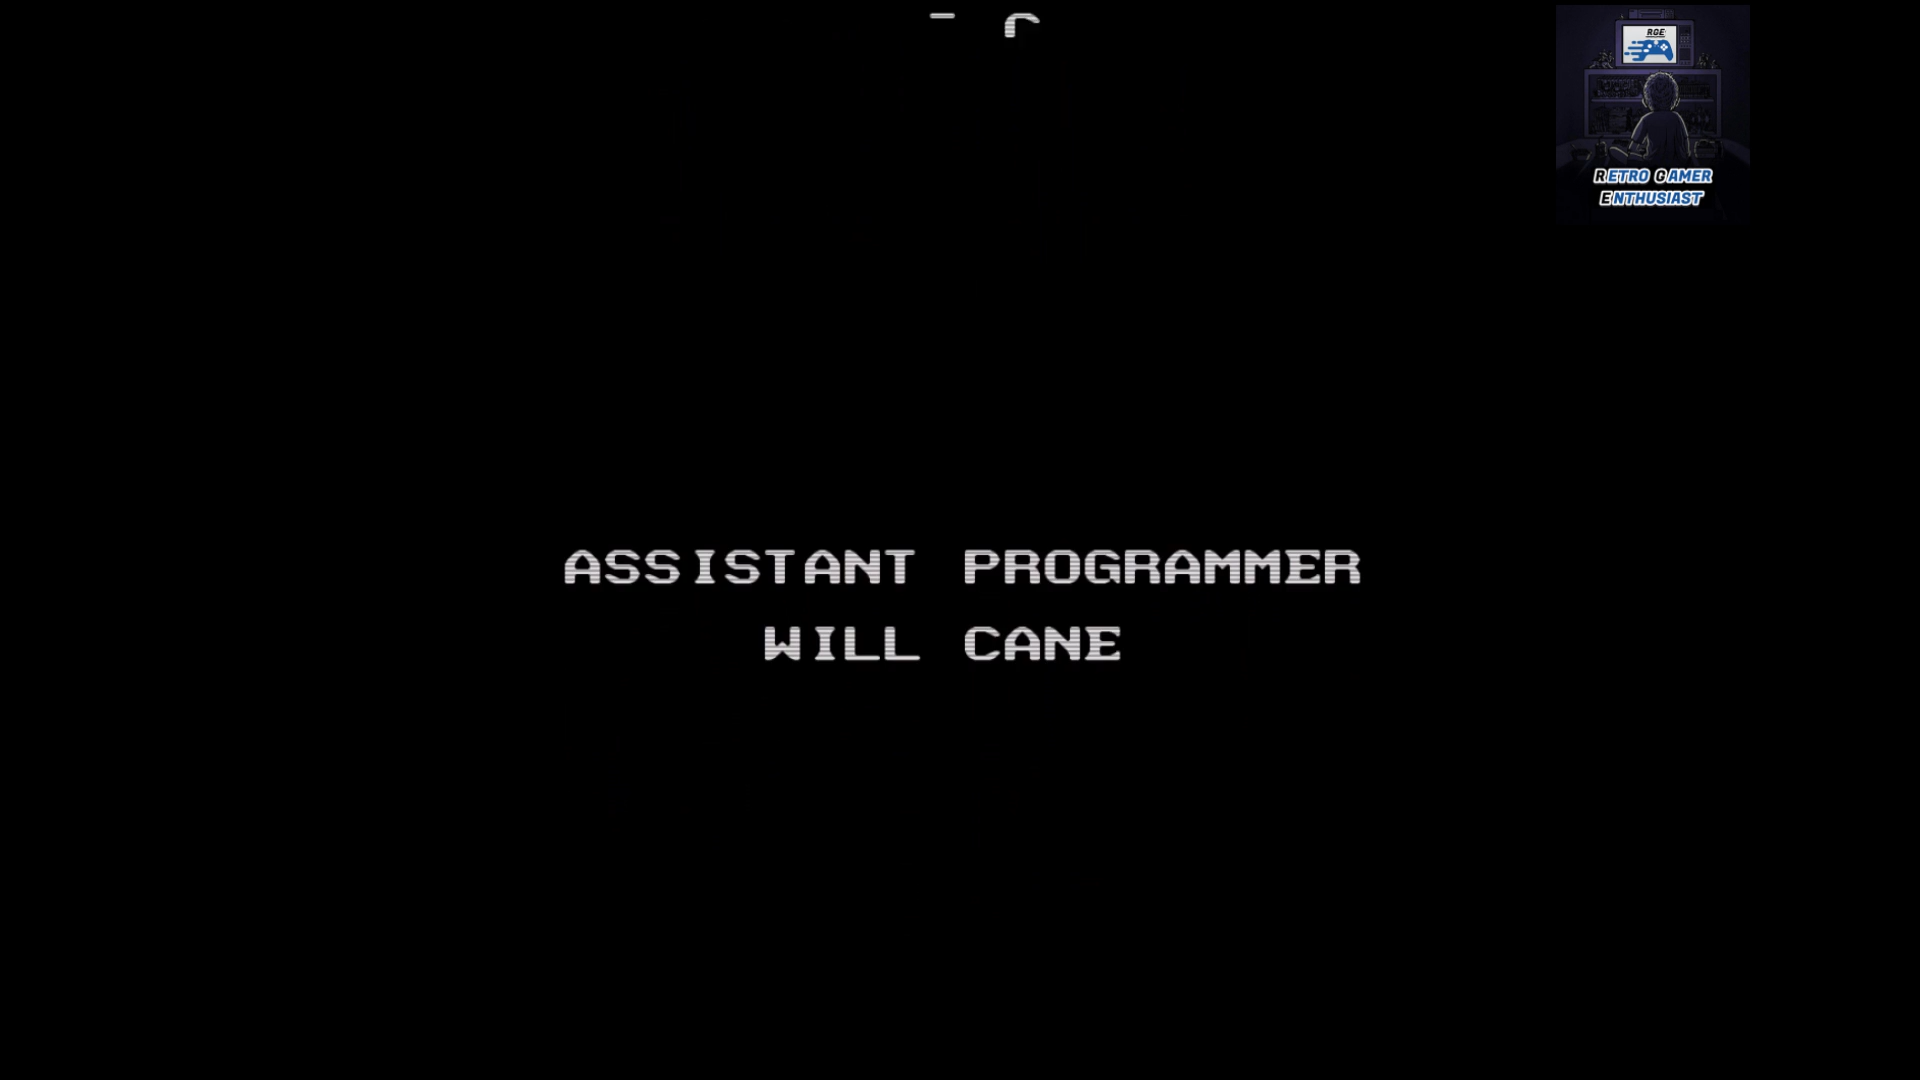 RGE
RETRO GAMER
ENTHUSIAST
ASSISTANT PROGRAMMER
WILL CANE